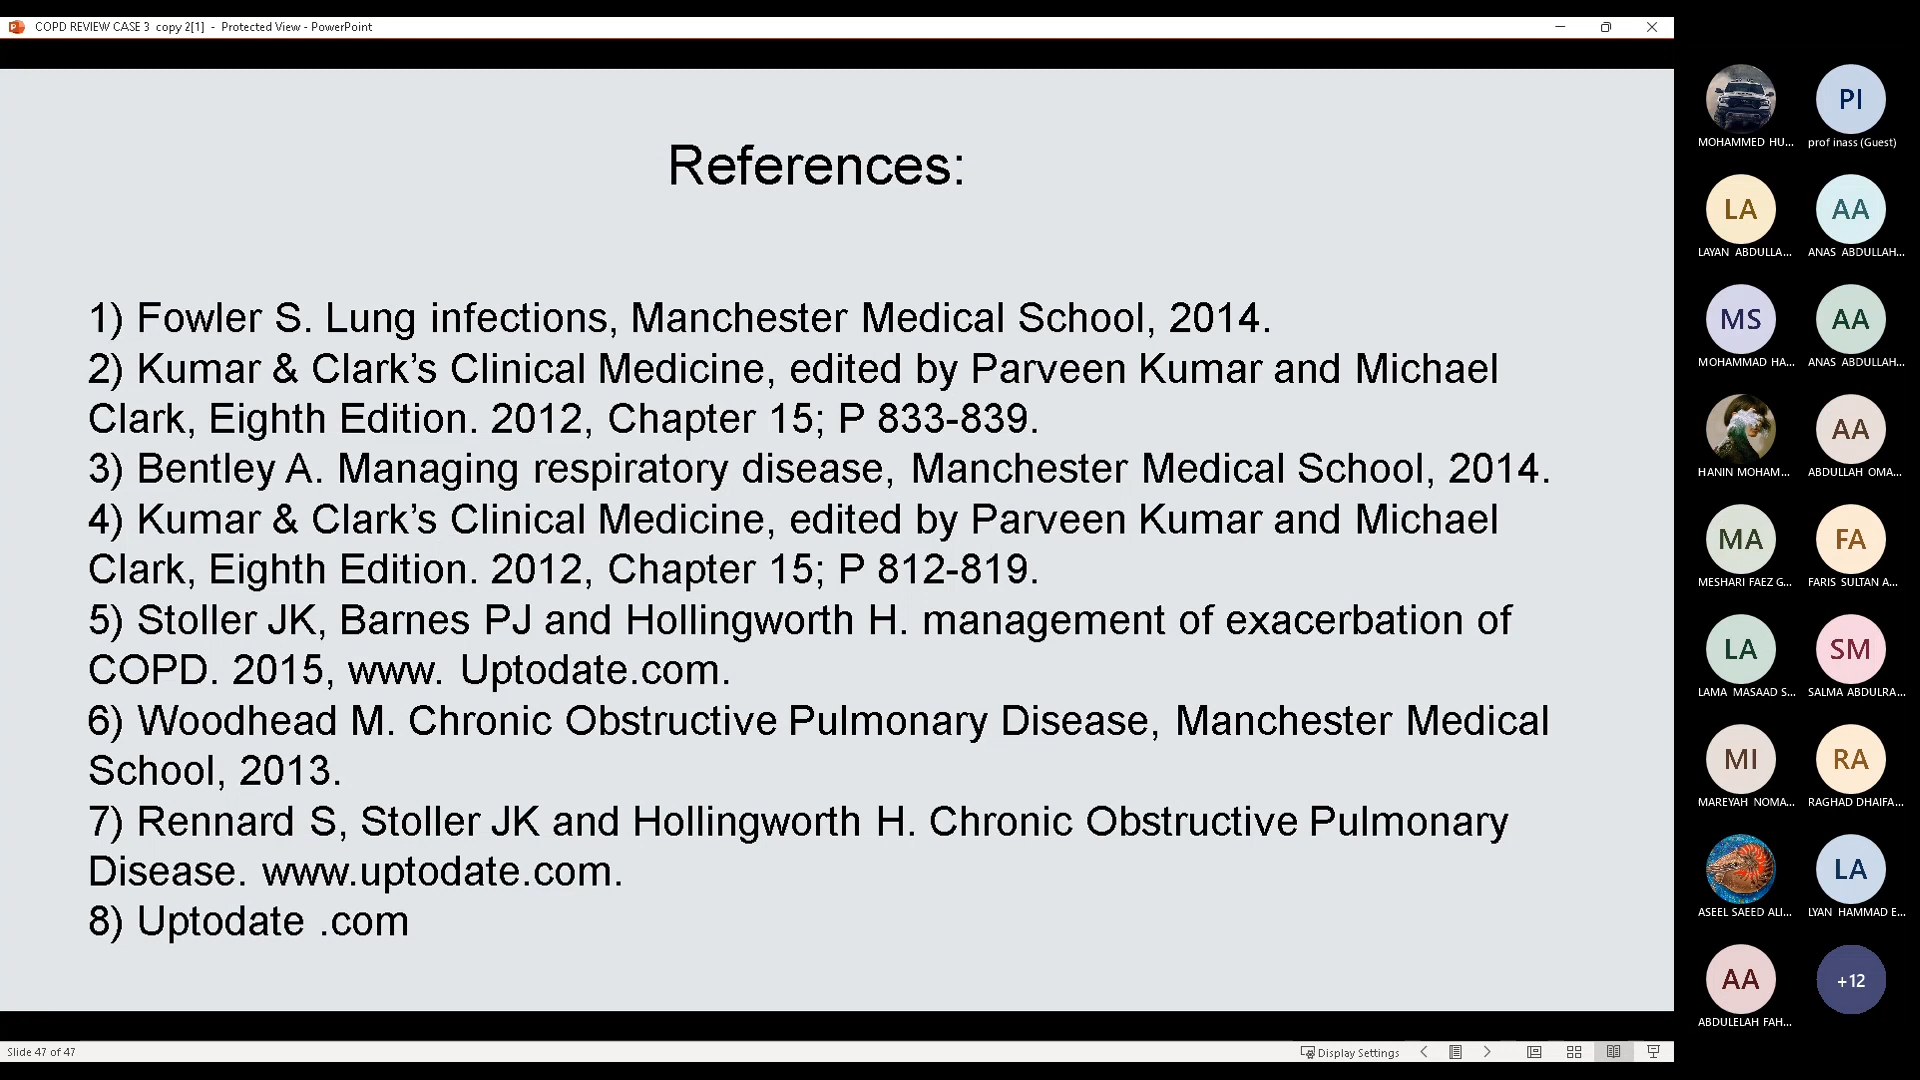 COPD REVIEW CASE 3 copy 2[1] - Protected View - PowerPoint
References:
1) Fowler S. Lung infections, Manchester Medical School, 2014.
2) Kumar & Clark’s Clinical Medicine, edited by Parveen Kumar and Michael
Clark, Eighth Edition. 2012, Chapter 15; P 833-839.
3) Bentley A. Managing respiratory disease, Manchester Medical School, 2014.
4) Kumar & Clark’s Clinical Medicine, edited by Parveen Kumar and Michael
Clark, Eighth Edition. 2012, Chapter 15; P 812-819.
5) Stoller JK, Barnes PJ and Hollingworth H. management of exacerbation of
COPD. 2015, www. Uptodate.com.
6) Woodhead M. Chronic Obstructive Pulmonary Disease, Manchester Medical
School, 2013.
7) Rennard S, Stoller JK and Hollingworth H. Chronic Obstructive Pulmonary
Disease. www.uptodate.com.
8) Uptodate .com
Slide 47 of 47
Display Settings
PI
MOHAMMED HU... prof inass (Guest)
LA AA
LAYAN ABDULLA... ANAS ABDULLAH...
MS AA
MOHAMMAD HA... ANAS ABDULLAH...
AA
HANIN MOHAM... ABDULLAH OMA...
MA FA
MESHARI FAEZ G... FARIS SULTAN A...
LA SM
LAMA MASAAD S... SALMA ABDULRA...
MI RA
MAREYAH NOMA... RAGHAD DHAIFA...
LA
ASEEL SAEED ALI... LYAN HAMMAD E...
AA +12
ABDULELAH FAH...